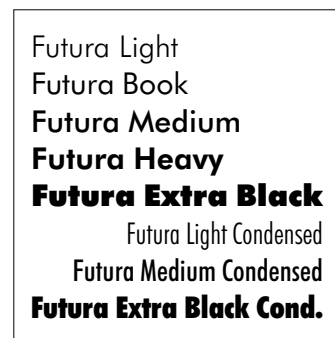 Futura Light
Futura Book
Futura Medium
Futura Heavy
Futura Extra Black
Futura Light Condensed
Futura Medium Condensed
Futura Extra Black Cond.